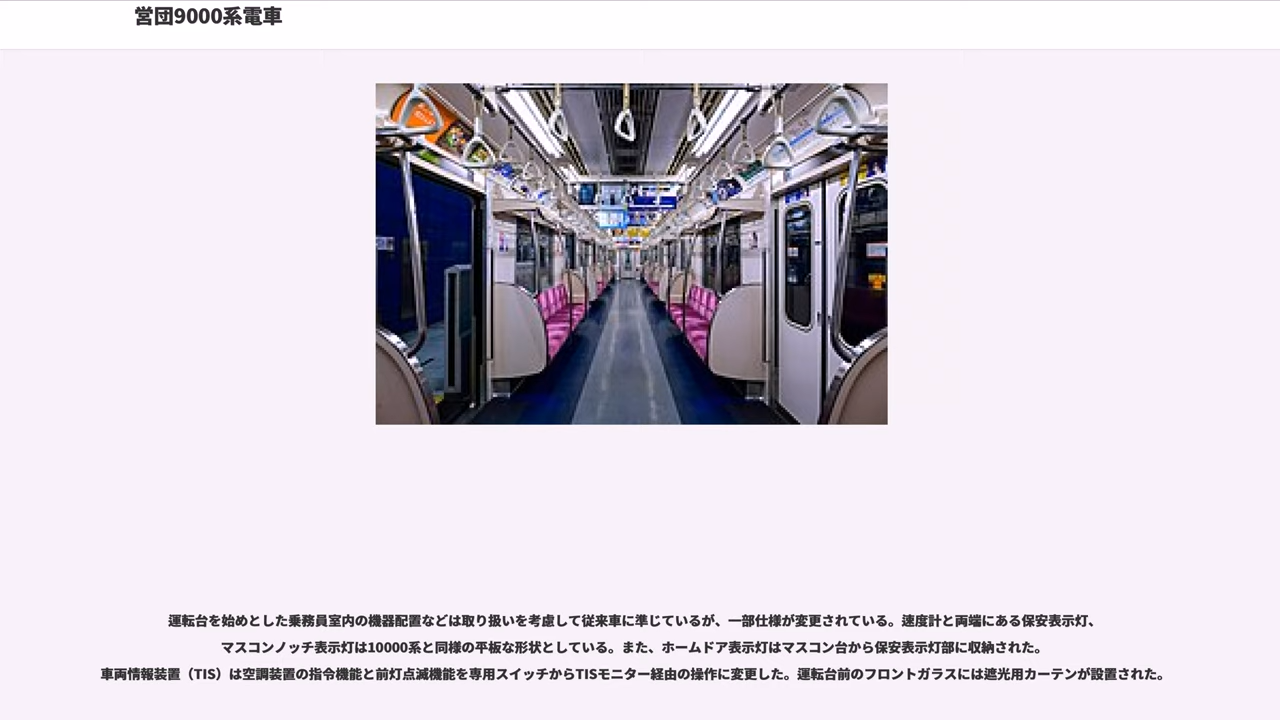 営団9000系電車
運転台を始めとした乗務員室内の機器配置などは取り扱いを考慮して従来車に準じているが、一部仕様が変更されている。速度計と両端にある保安表示灯、
マスコンノッチ表示灯は10000系と同様の平板な形状としている。また、ホームドア表示灯はマスコン台から保安表示灯部に収納された。
車両情報装置（TIS）は空調装置の指令機能と前灯点滅機能を専用スイッチからTISモニター経由の操作に変更した。運転台前のフロントガラスには遮光用カーテンが設置された。